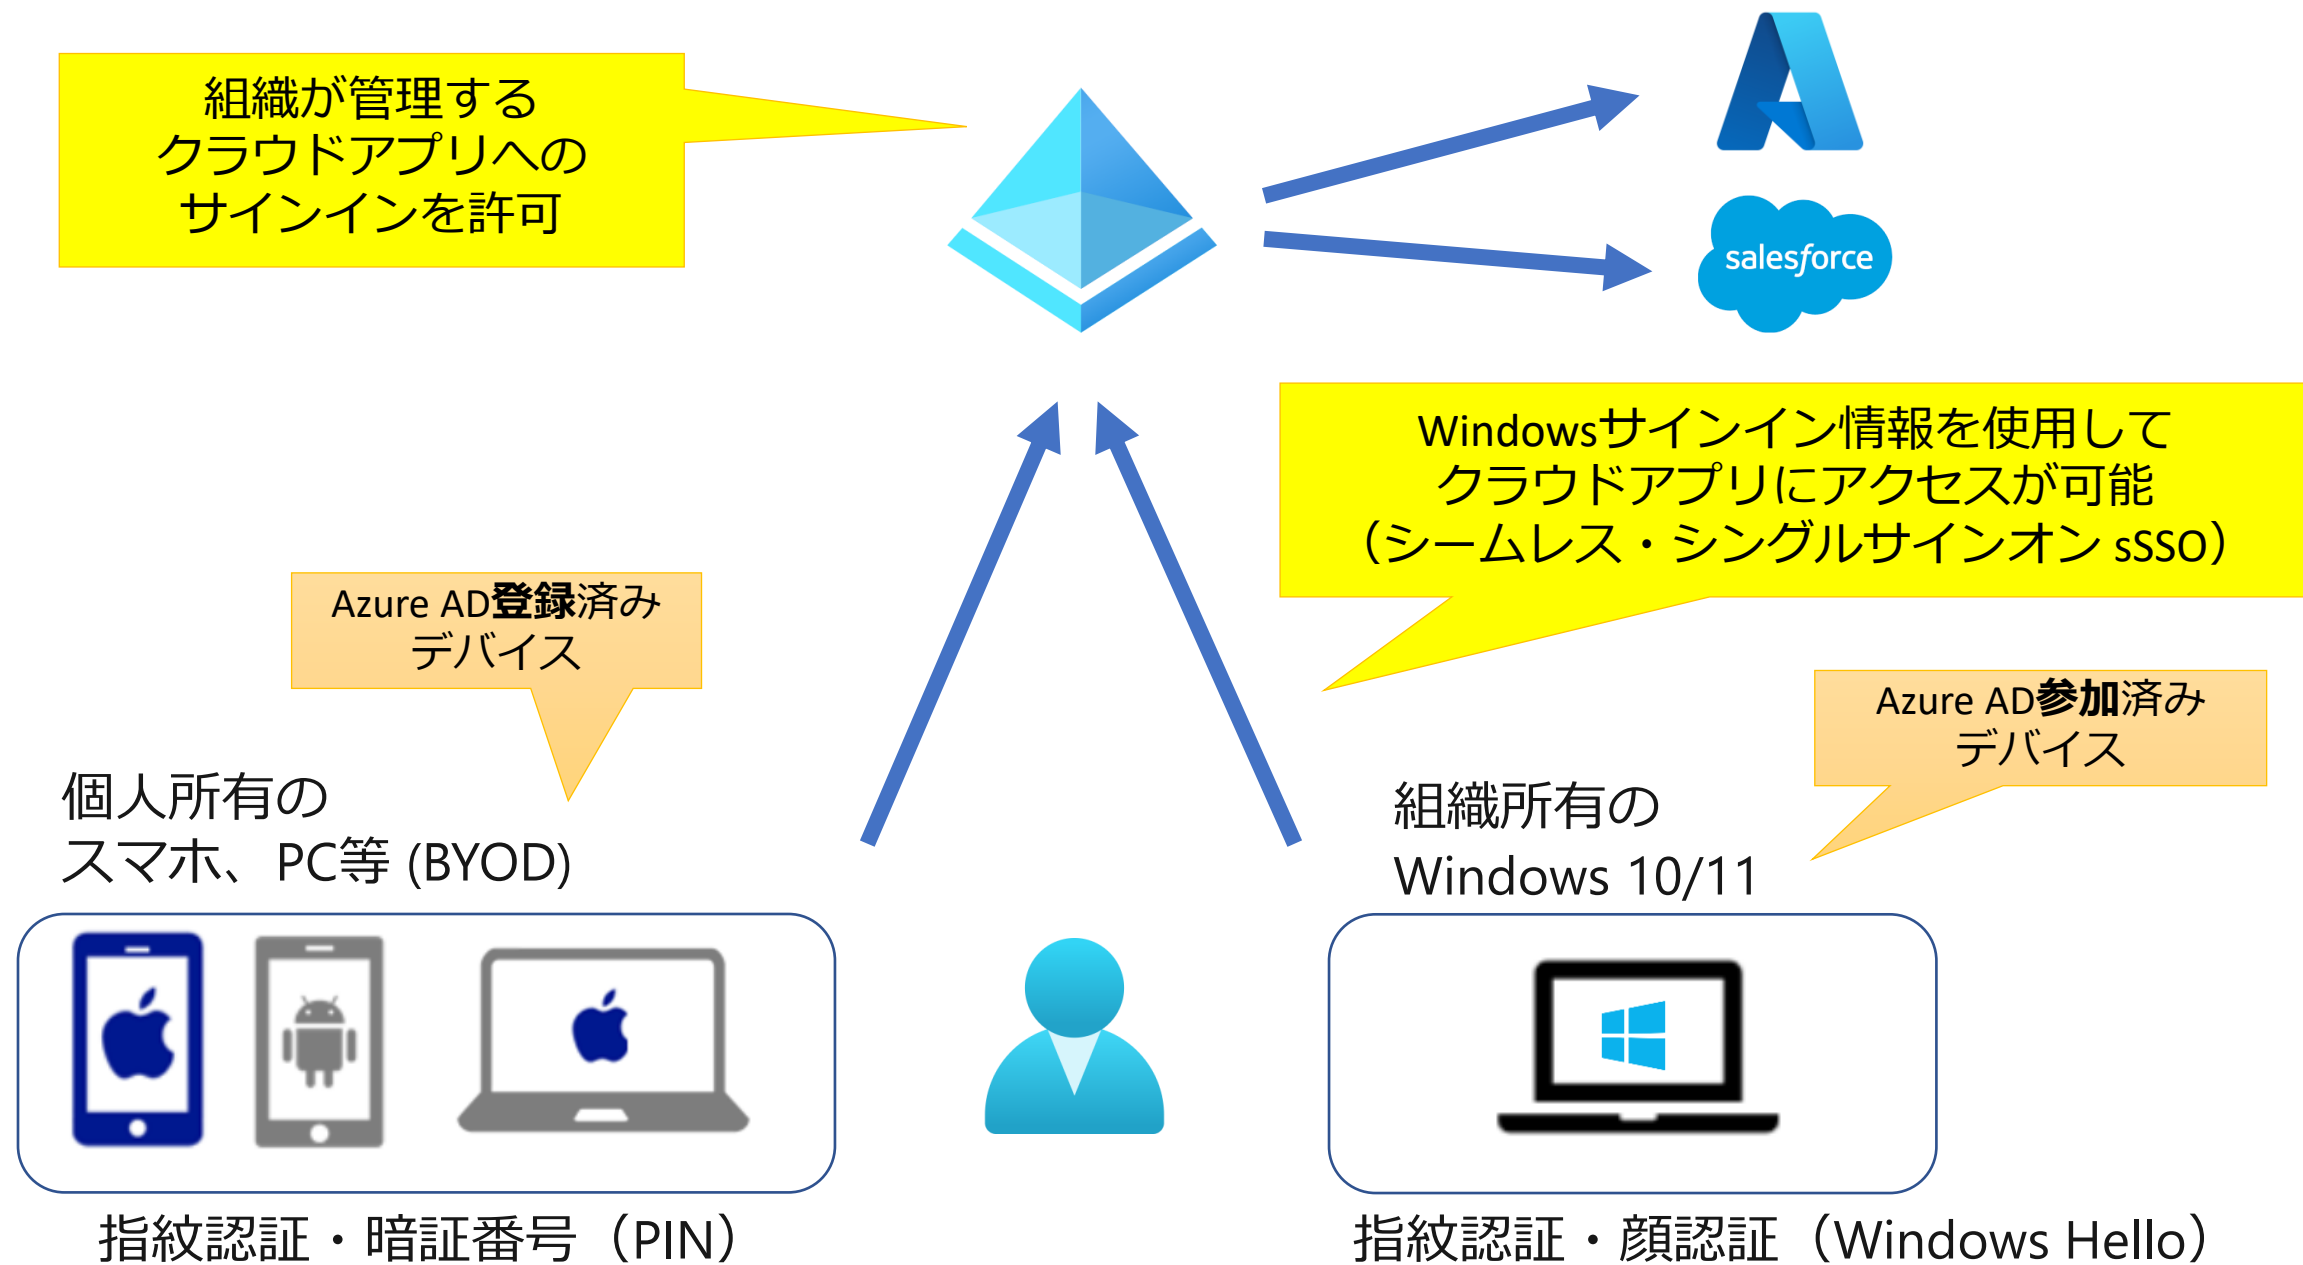 組織が管理する
クラウドアプリへの
サインインを許可
salesforce
Windowsサインイン情報を使用して
クラウドアプリにアクセスが可能
（シームレス・シングルサインオン sSSO）
Azure AD登録済み
デバイス
Azure AD参加済み
デバイス
個人所有の
スマホ、PC等 (BYOD)
組織所有の
Windows 10/11
指紋認証・暗証番号（PIN）
指紋認証・顔認証（Windows Hello）